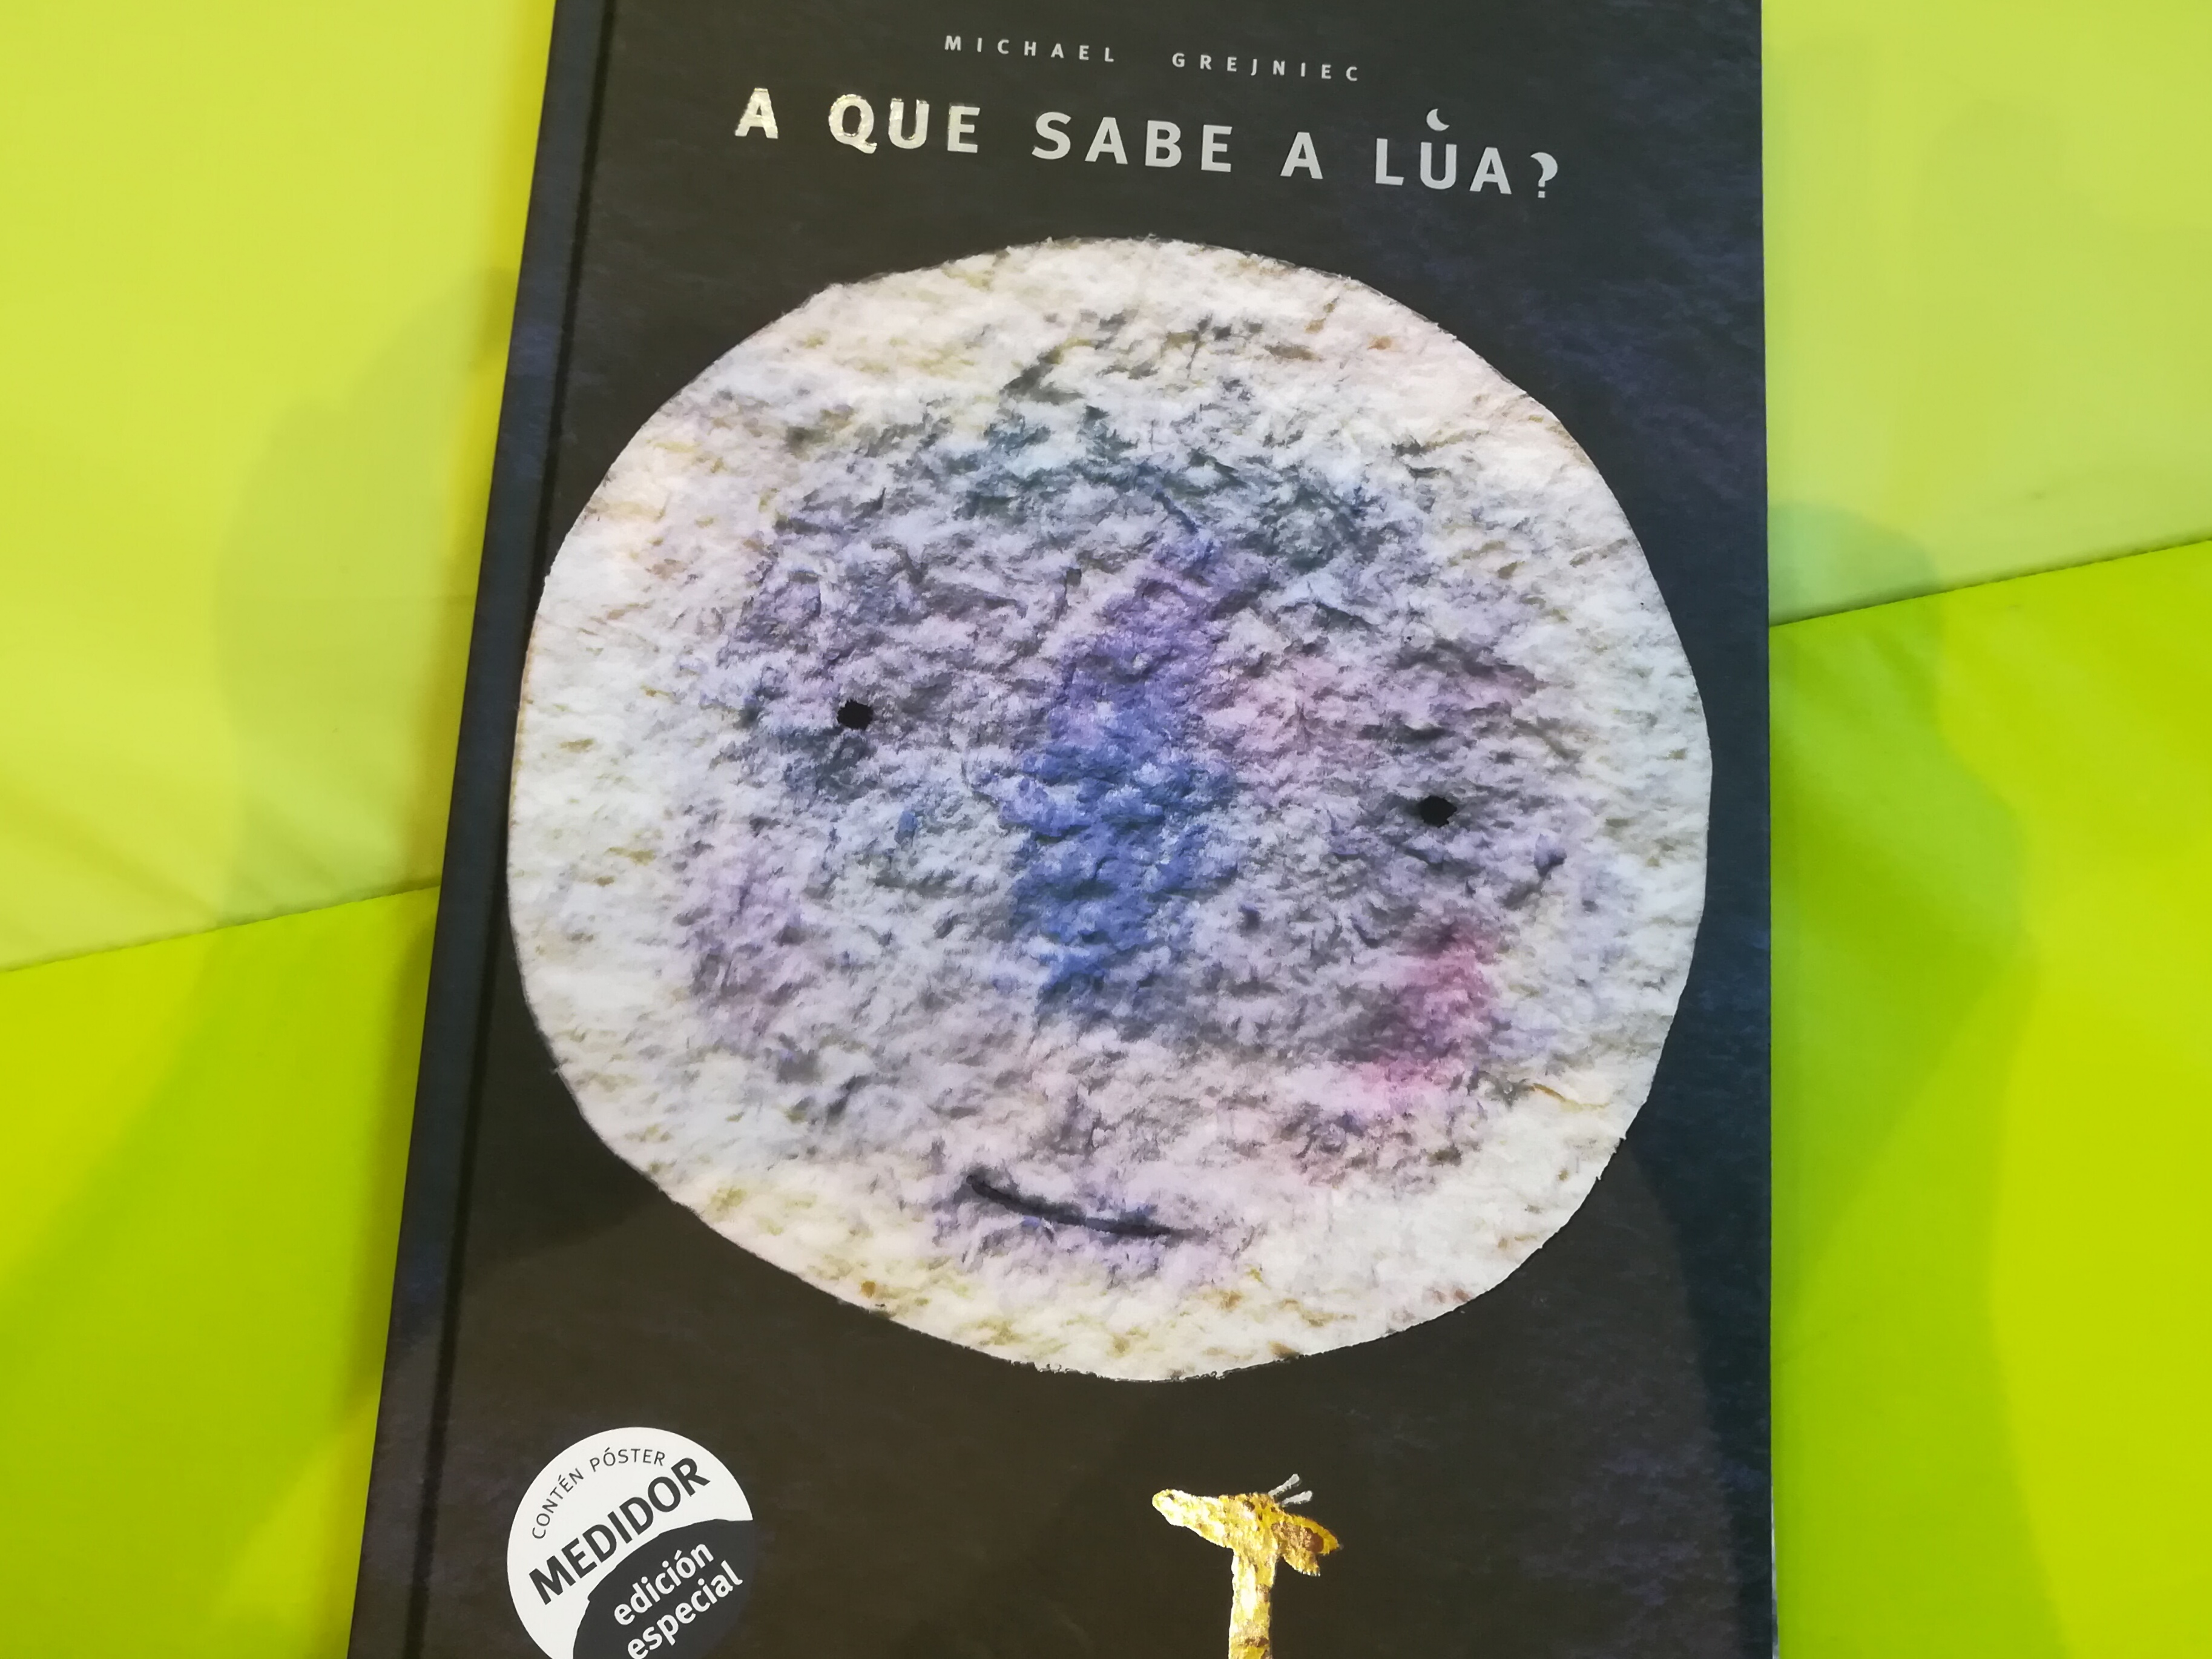 MICHAEL GREJNIEC
A QUE SABE A LÚA?
CONTÉN PÓSTER
MEDIDOR
edición
especial